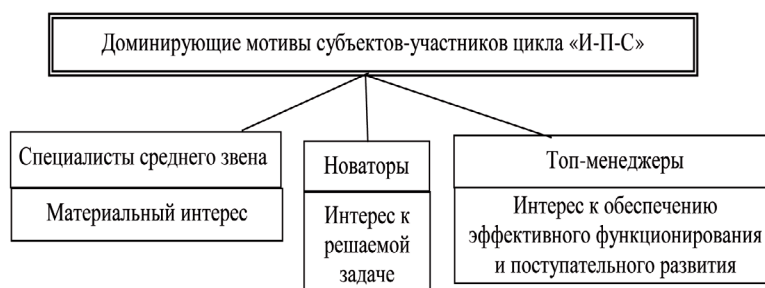 Доминирующие мотивы субъектов-участников цикла «И-П-С»
Специалисты среднего звена
Материальный интерес
Новаторы
Интерес к
решаемой
задаче
Топ-менеджеры
Интерес к обеспечению
эффективного функционирования
и поступательного развития